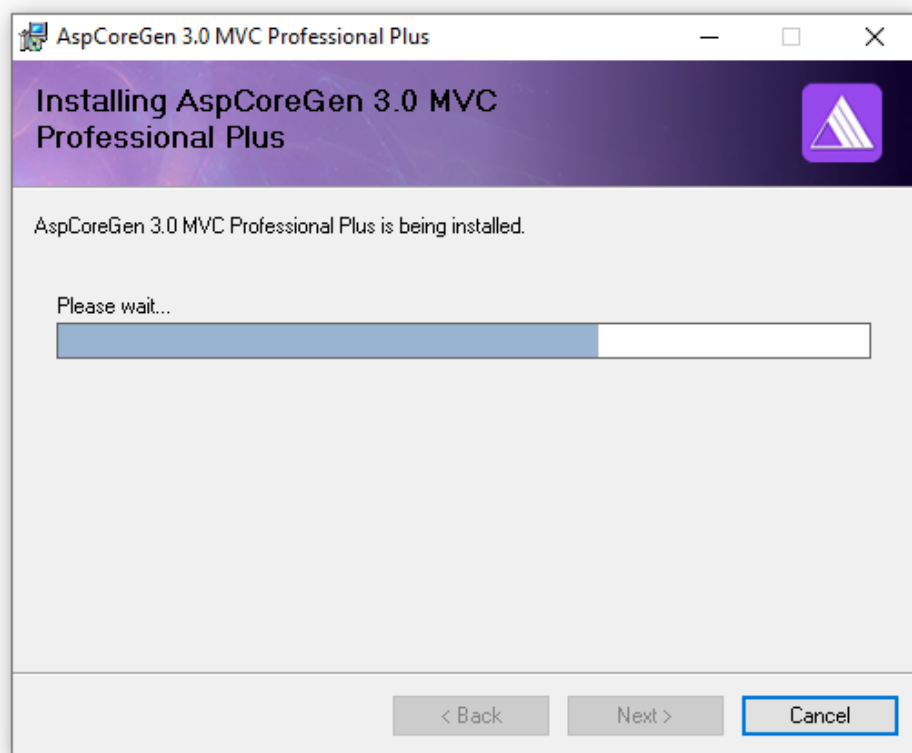 AspCoreGen 3.0 MVC Professional Plus
Installing AspCoreGen 3.0 MVC
Professional Plus
AspCoreGen 3.0 MVC Professional Plus is being installed.
Please wait...
< Back
Next >
Cancel